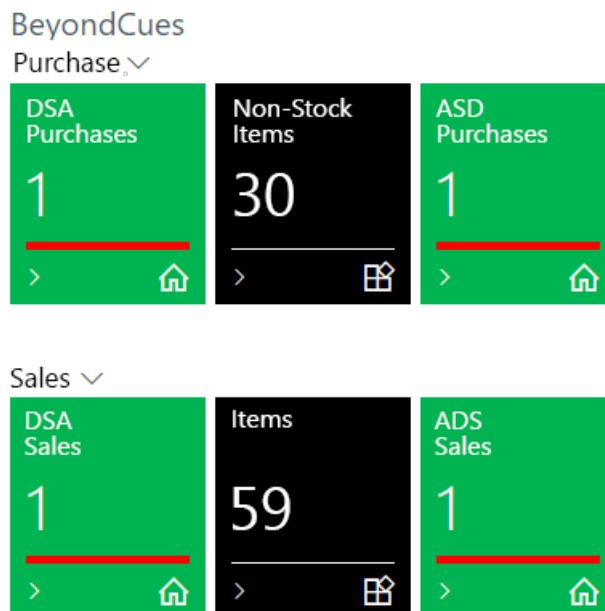 BeyondCues
Purchase
DSA
Purchases
1
Non-Stock
Items
30
ASD
Purchases
1
Sales
DSA
Sales
1
Items
59
ADS
Sales
1